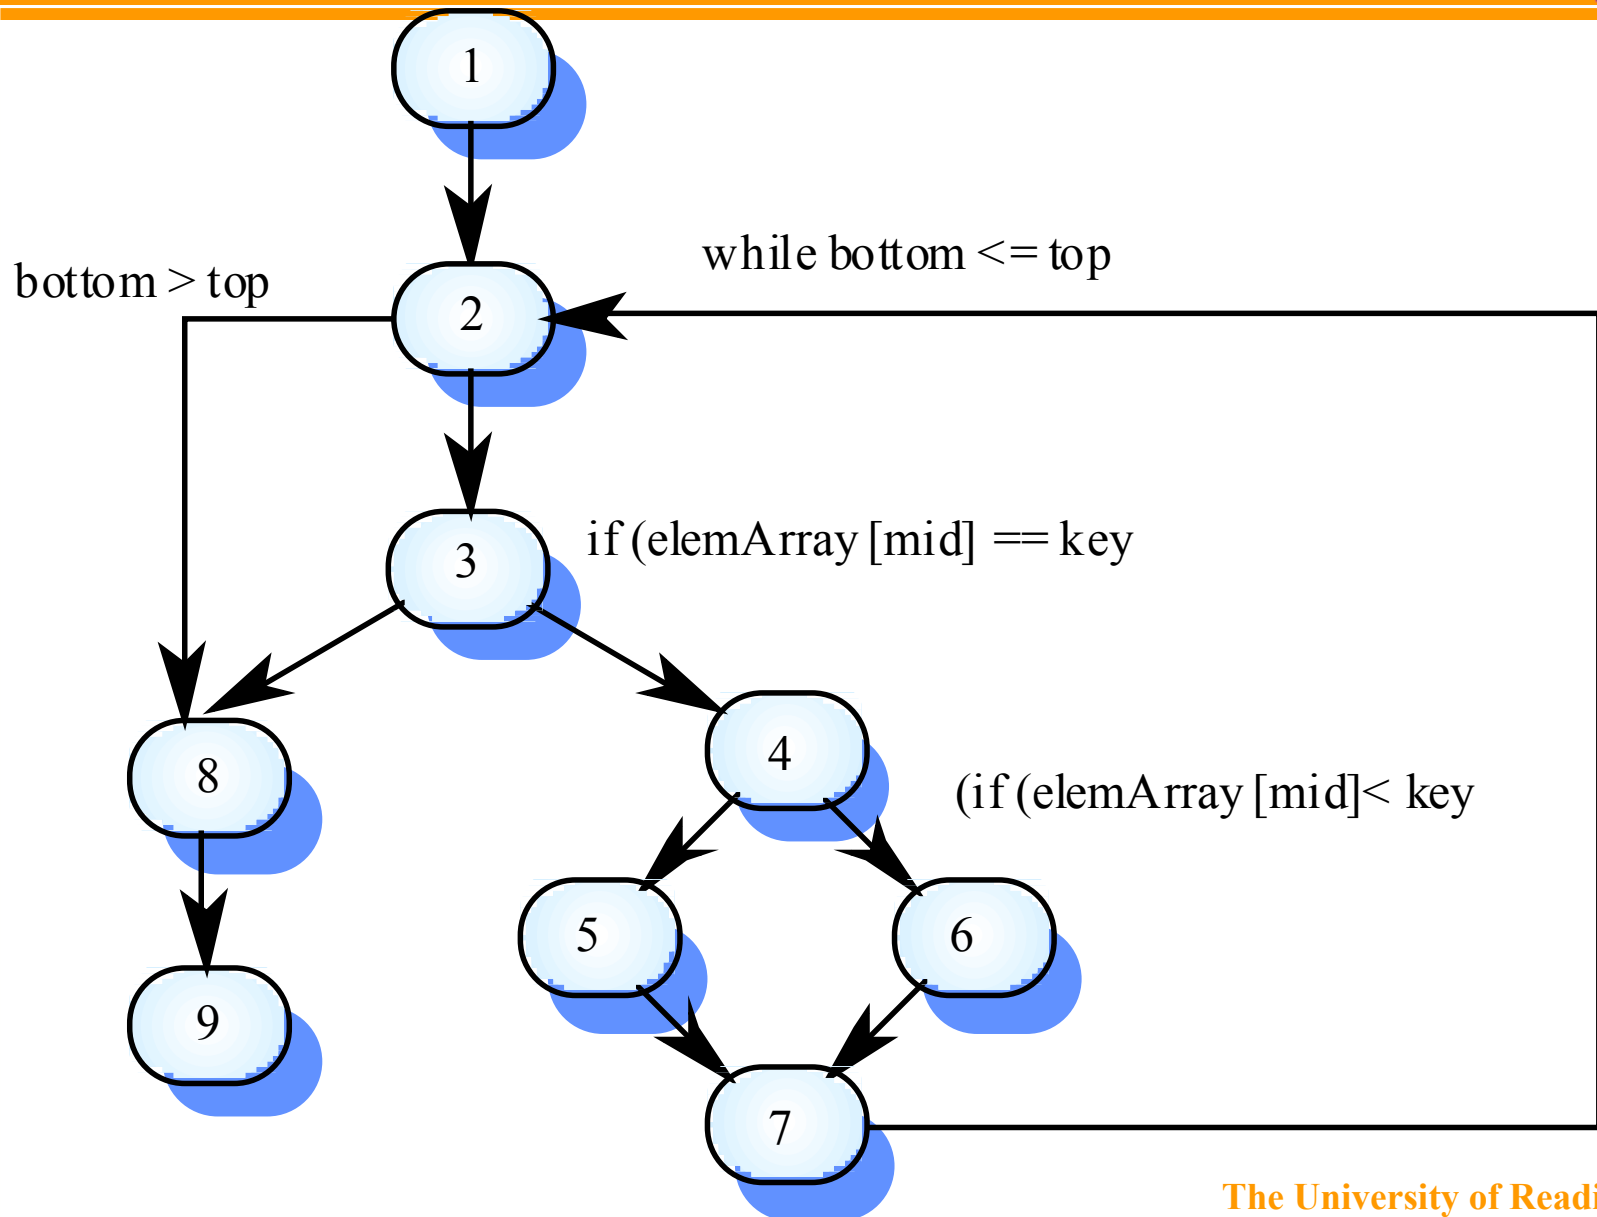 1
while bottom <= top
bottom > top
2
if (elemArray [mid] == key
3
4
8
(if (elemArray [mid]< key
5
6
9
7
The University of Readi